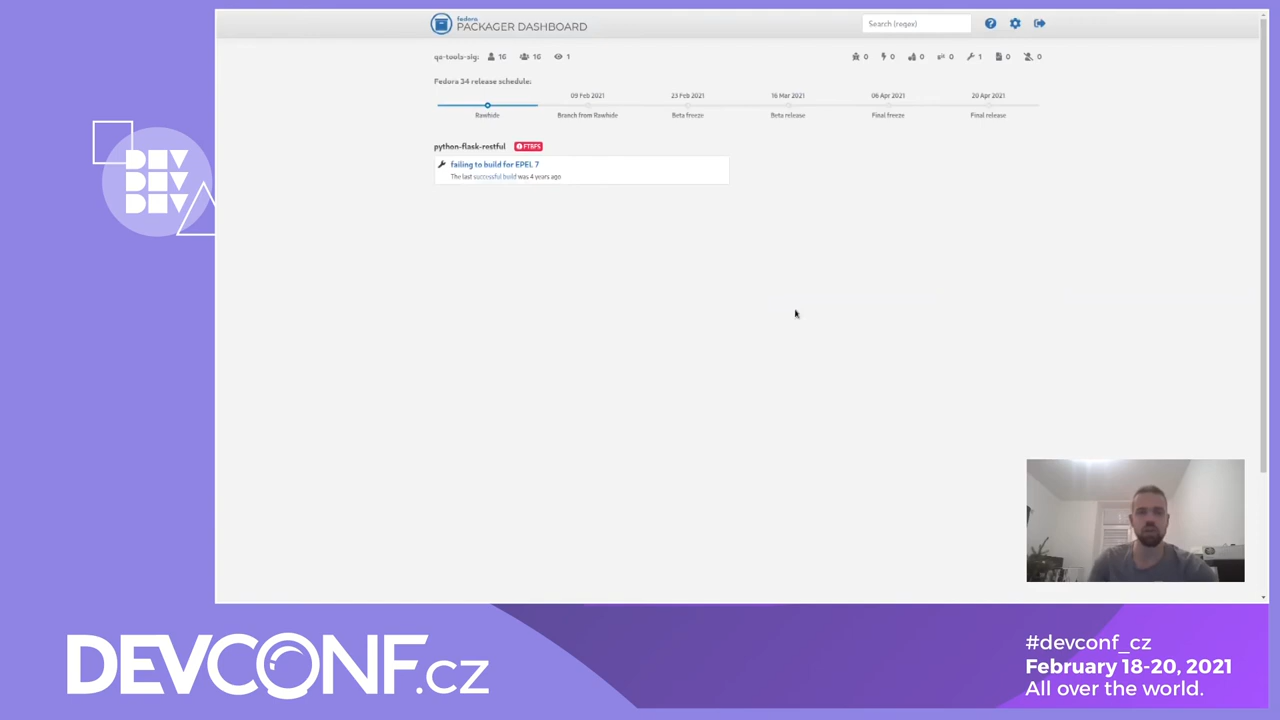 fedora
PACKAGER DASHBOARD
Search (regex)
qa-tools-sig: 16 16 1
0 0 0 0 1 0 0
Fedora 34 release schedule:
09 Feb 2021 23 Feb 2021 16 Mar 2021 06 Apr 2021 20 Apr 2021
Rawhide Branch from Rawhide Beta freeze Beta release Final freeze Final release
python-flask-restful FTBFS
failing to build for EPEL 7
The last successful build was 4 years ago
DEV
DEV
DEV
DEVCONF.cz
#devconf_cz
February 18-20, 2021
All over the world.